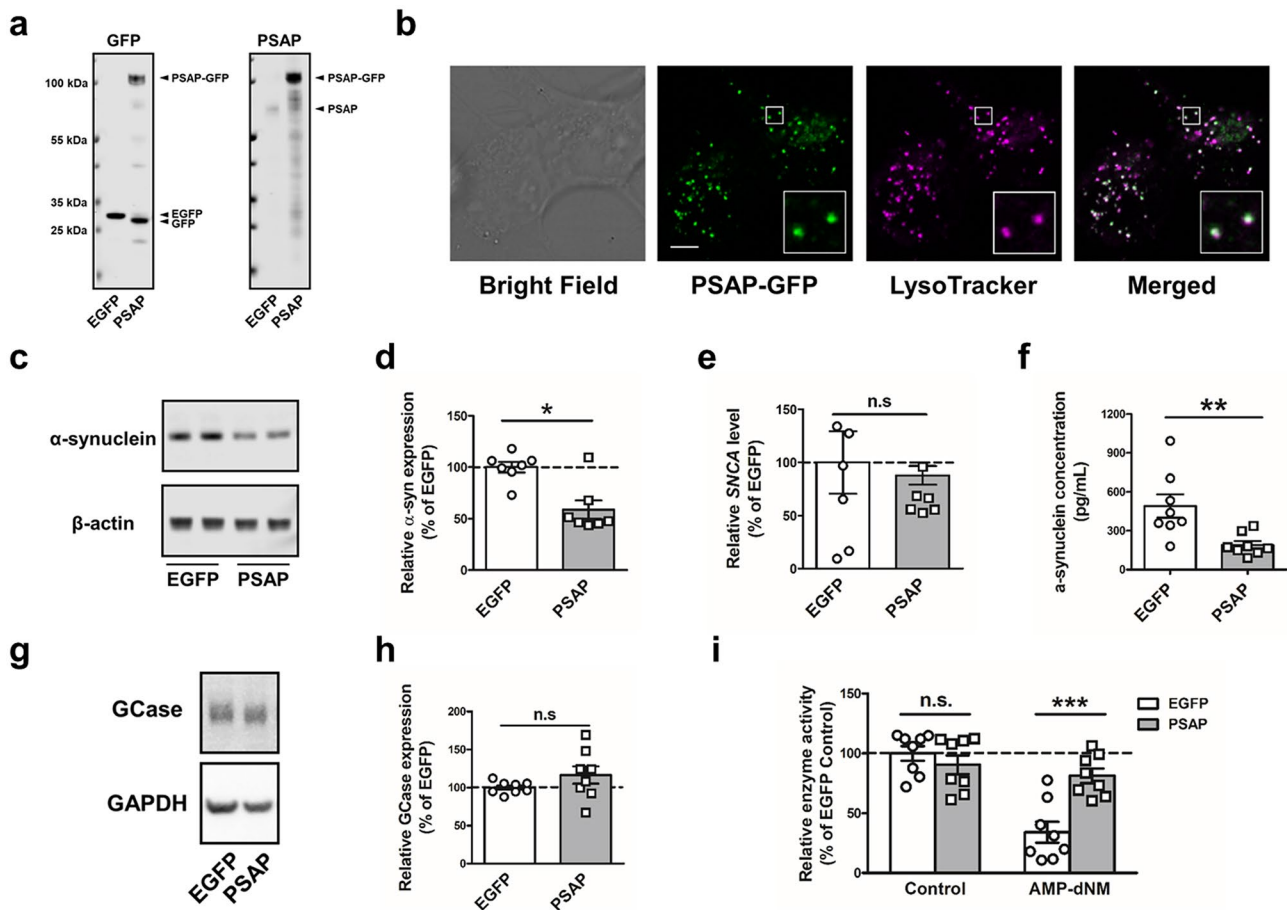 a
GFP
PSAP
100 kDa
55 kDa
35 kDa
25 kDa
PSAP-GFP
EGFP
GFP
PSAP-GFP
PSAP
EGFP
PSAP
EGFP
PSAP
b
Bright Field
PSAP-GFP
LysoTracker
Merged
c
α-synuclein
β-actin
EGFP
PSAP
d
Relative α-syn expression
(% of EGFP)
150
100
50
0
*
EGFP
PSAP
e
Relative SNCA level
(% of EGFP)
150
100
50
0
n.s
EGFP
PSAP
f
a-synuclein concentration
(pg/mL)
1200
900
600
300
0
**
EGFP
PSAP
g
GCase
GAPDH
EGFP
PSAP
h
Relative GCase expression
(% of EGFP)
200
150
100
50
0
n.s
EGFP
PSAP
i
Relative enzyme activity
(% of EGFP Control)
150
100
50
0
n.s.
***
EGFP
PSAP
Control
AMP-dNM